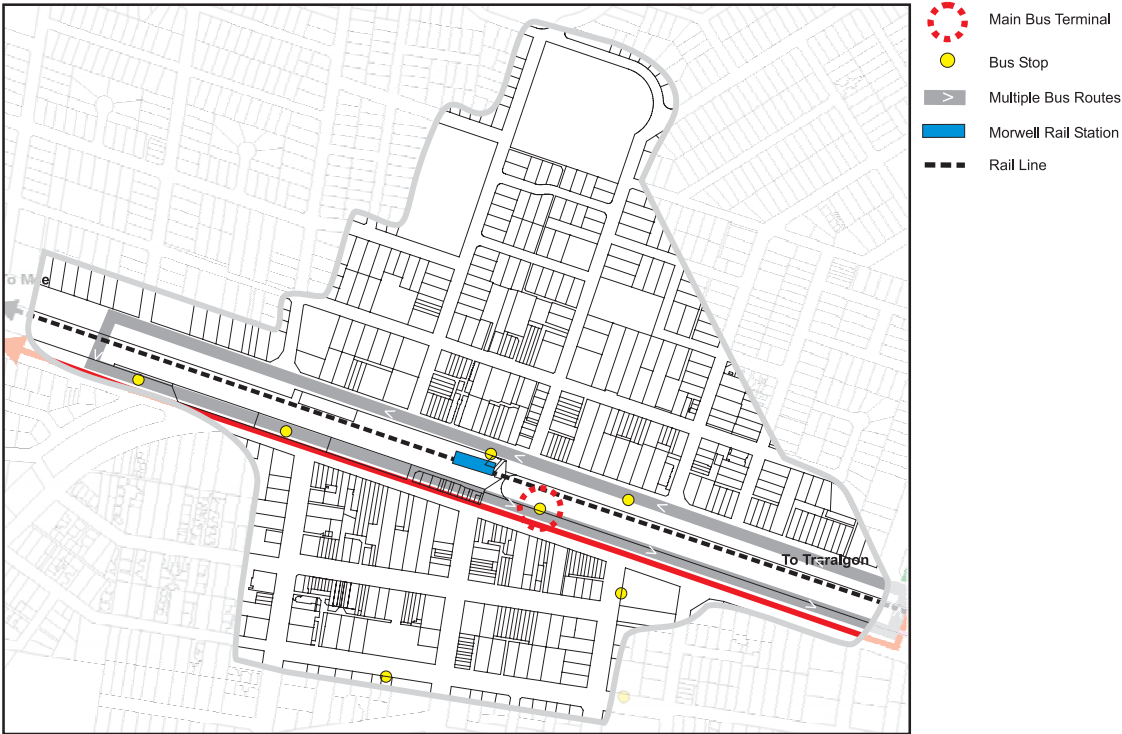 Main Bus Terminal
Bus Stop
Multiple Bus Routes
Morwell Rail Station
Rail Line
To Traralgon